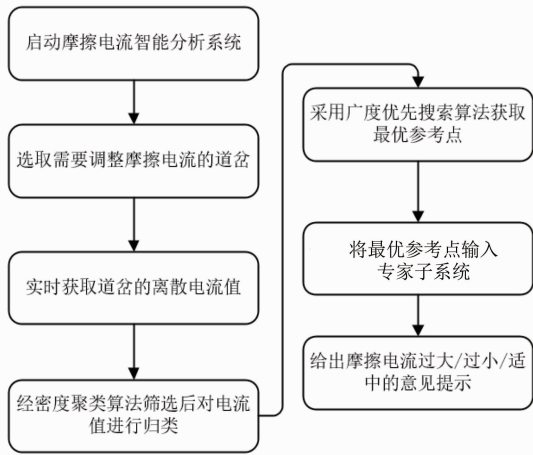 启动摩擦电流智能分析系统
选取需要调整摩擦电流的道岔
实时获取道岔的离散电流值
经密度聚类算法筛选后对电流
值进行归类
采用广度优先搜索算法获取
最优参考点
将最优参考点输入
专家子系统
给出摩擦电流过大/过小/适
中的意见提示